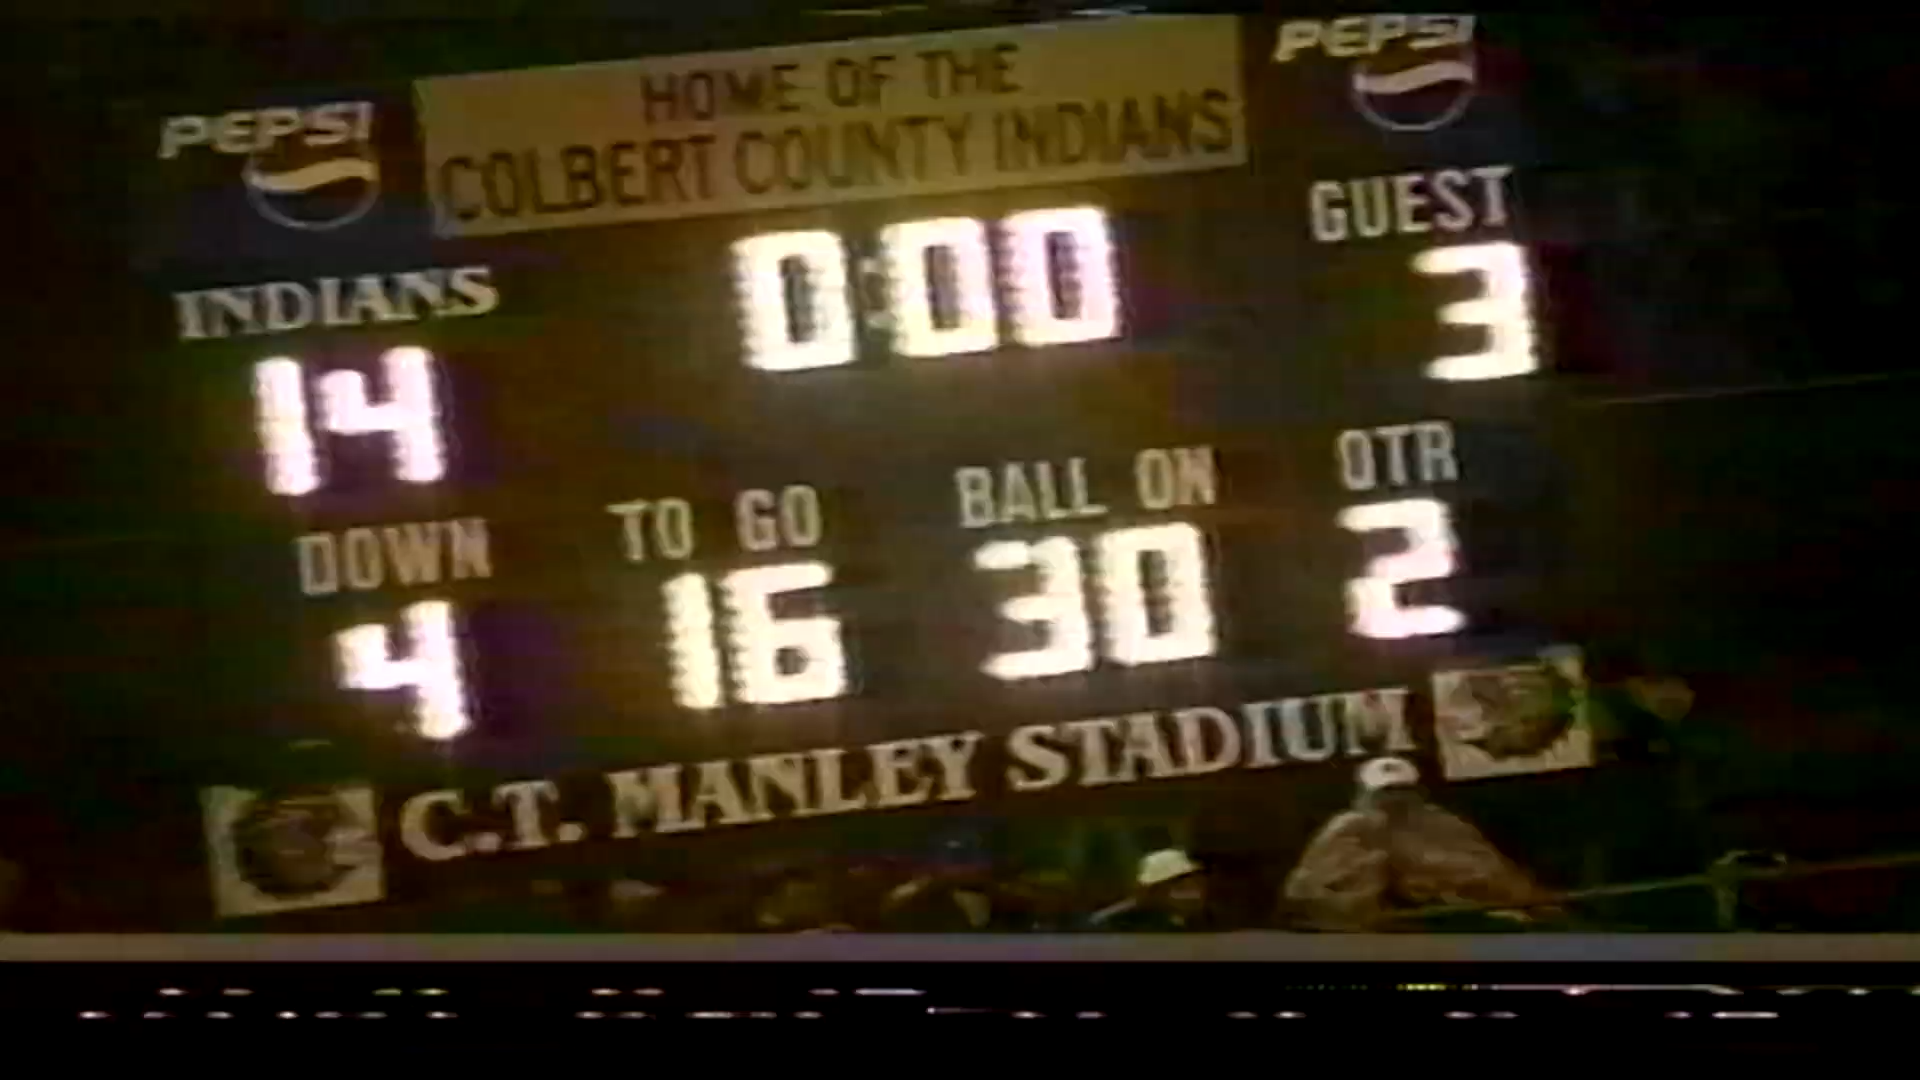 PEPSI
HOME OF THE
COLBERT COUNTY INDIANS
PEPSI
INDIANS
0:00
GUEST
14
3
DOWN
TO GO
BALL ON
QTR
4
16
30
2
C.T. MANLEY STADIUM